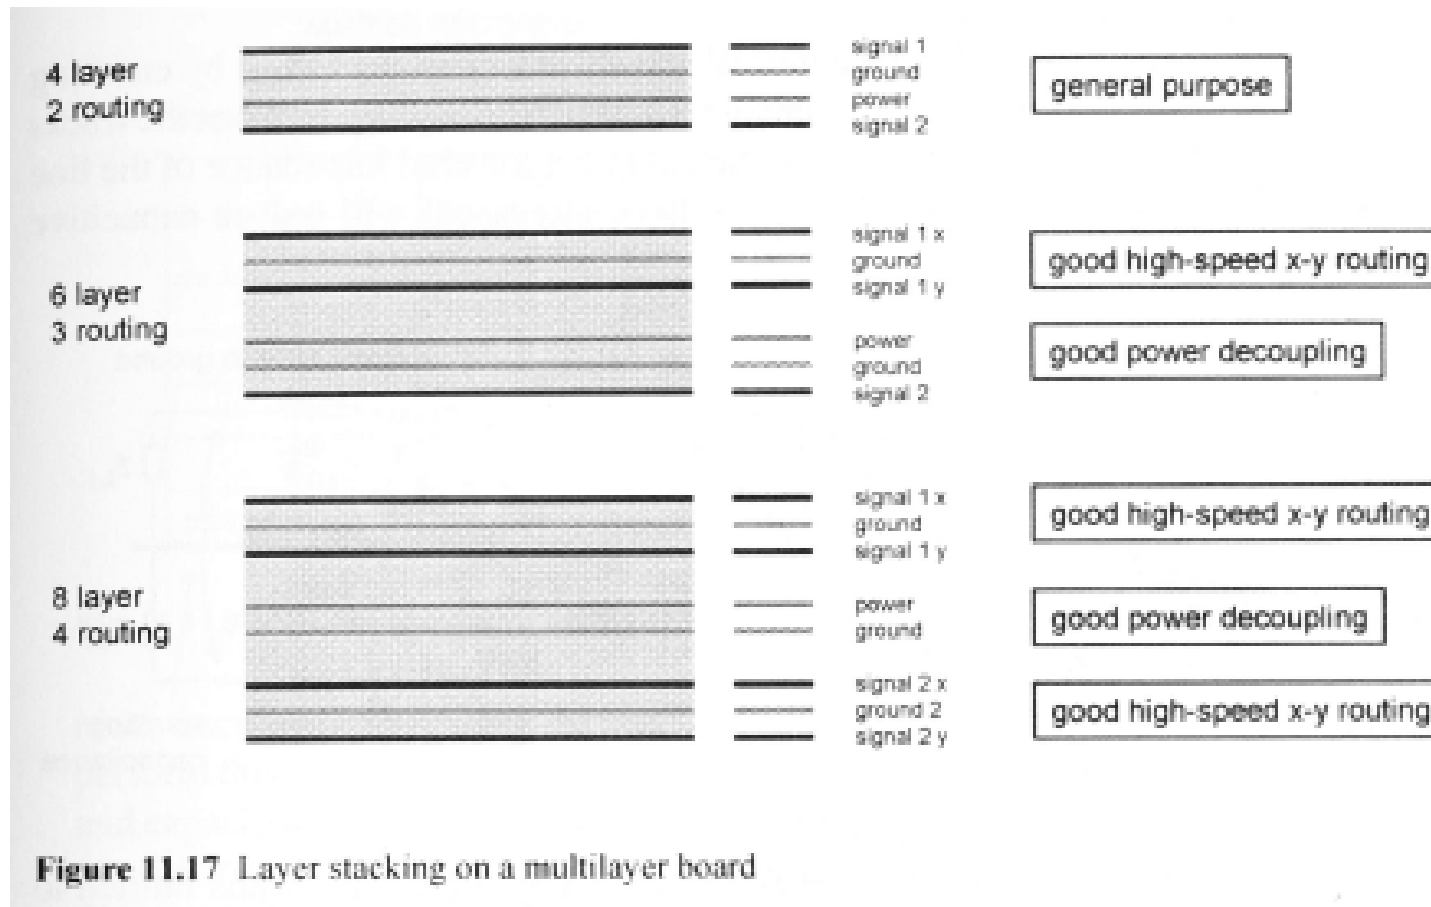 4 layer
2 routing
signal 1
ground
power
signal 2
general purpose
6 layer
3 routing
signal 1 x
ground
signal 1 y
power
ground
signal 2
good high-speed x-y routing
good power decoupling
8 layer
4 routing
signal 1 x
ground
signal 1 y
power
ground
signal 2 x
ground 2
signal 2 y
good high-speed x-y routing
good power decoupling
good high-speed x-y routing
Figure 11.17 Layer stacking on a multilayer board